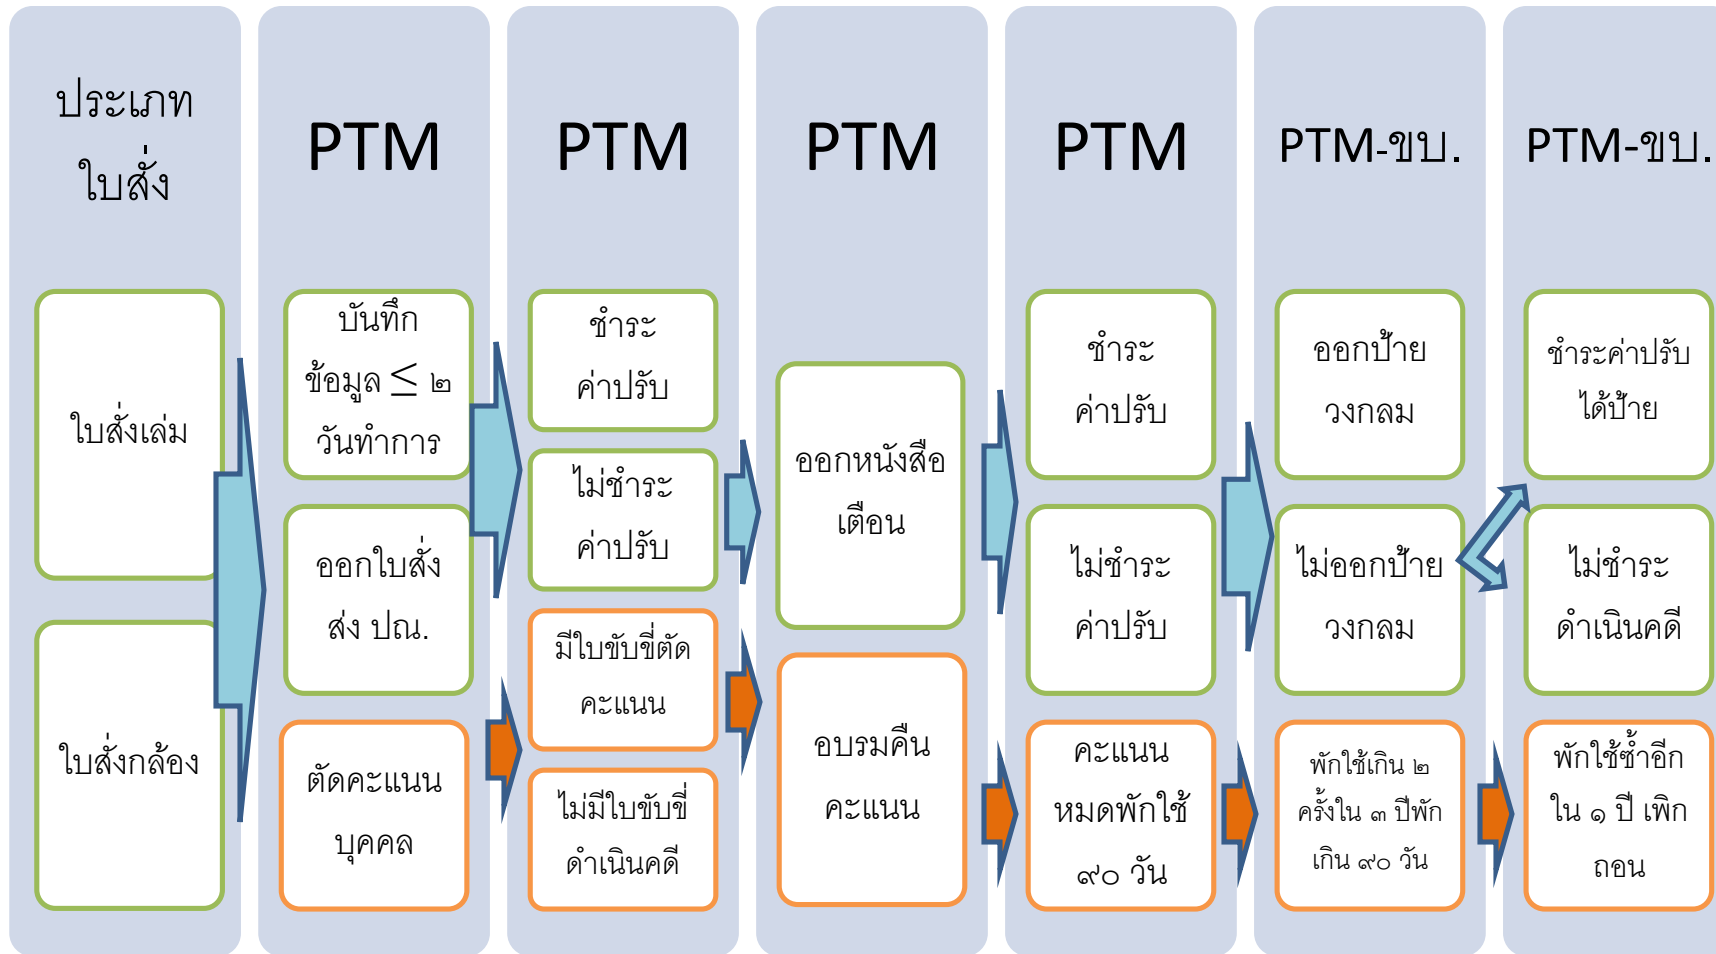 ประเภท
ใบสั่ง
ใบสั่งเล่ม
ใบสั่งกล้อง
PTM
บันทึก
ข้อมูล ≤ ๒
วันทำการ
ออกใบสั่ง
ส่ง ปณ.
ตัดคะแนน
บุคคล
PTM
ชำระ
ค่าปรับ
ไม่ชำระ
ค่าปรับ
มีใบขับขี่ตัด
คะแนน
ไม่มีใบขับขี่
ดำเนินคดี
PTM
ออกหนังสือ
เตือน
อบรมคืน
คะแนน
PTM
ชำระ
ค่าปรับ
ไม่ชำระ
ค่าปรับ
คะแนน
หมดพักใช้
๙๐ วัน
PTM-ขบ.
ออกป้าย
วงกลม
ไม่ออกป้าย
วงกลม
พักใช้เกิน ๒
ครั้งใน ๓ ปีพัก
เกิน ๙๐ วัน
PTM-ขบ.
ชำระค่าปรับ
ได้ป้าย
ไม่ชำระ
ดำเนินคดี
พักใช้ซ้ำอีก
ใน ๑ ปี เพิก
ถอน